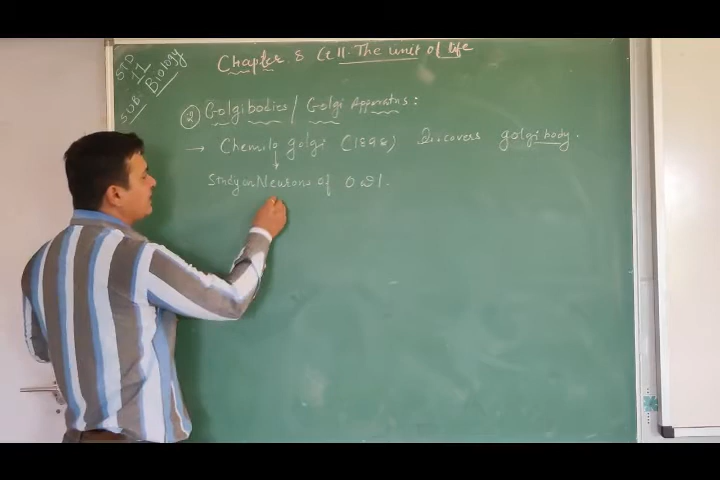 STD 11
SUB: Biology
Chapter 8 Cell. The unit of life
② Golgibodies / Golgi Apparatus :
→ Chemilo golgi (1898) Discovers golgi body.
Study on Neurons of Owl.